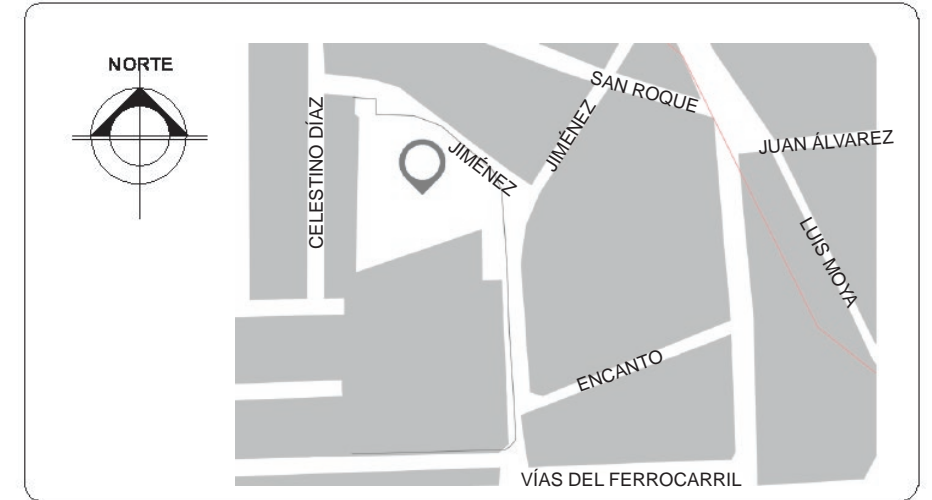 NORTE
SAN ROQUE
CELESTINO DÍAZ
JIMÉNEZ
JIMÉNEZ
JUAN ÁLVAREZ
LUIS MOYA
ENCANTO
VÍAS DEL FERROCARRIL